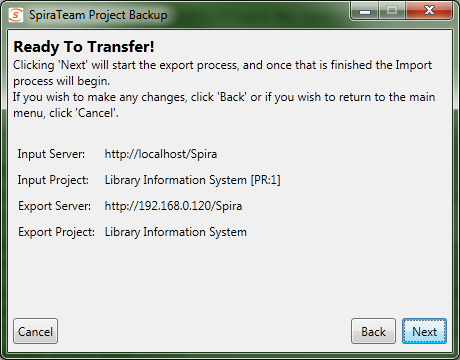 SpiraTeam Project Backup
Ready To Transfer!
Clicking 'Next' will start the export process, and once that is finished the Import
process will begin.
If you wish to make any changes, click 'Back' or if you wish to return to the main
menu, click 'Cancel'.
Input Server: http://localhost/Spira
Input Project: Library Information System [PR:1]
Export Server: http://192.168.0.120/Spira
Export Project: Library Information System
Cancel Back Next